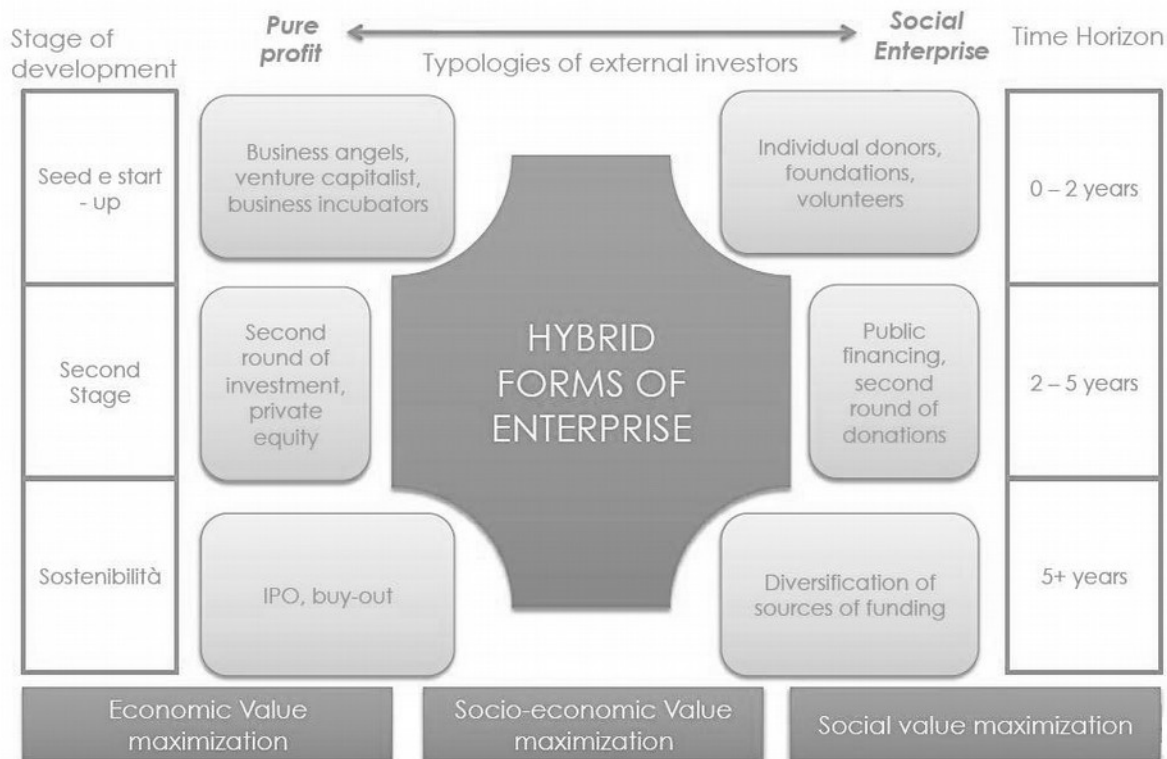 Stage of
development
Pure
profit
Typologies of external investors
Social
Enterprise
Time Horizon
Seed e start
- up
Business angels,
venture capitalist,
business incubators
Individual donors,
foundations,
volunteers
0 – 2 years
Second
Stage
Second
round of
investment,
private
equity
HYBRID
FORMS OF
ENTERPRISE
Public
financing,
second
round of
donations
2 – 5 years
Sostenibilità
IPO, buy-out
Diversification of
sources of funding
5+ years
Economic Value
maximization
Socio-economic Value
maximization
Social value maximization